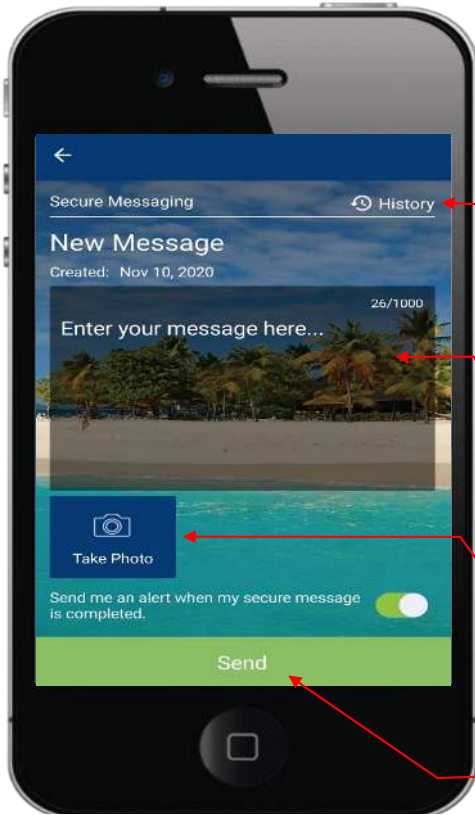 Secure Messaging
History
New Message
Created: Nov 10, 2020
26/1000
Enter your message here...
Take Photo
Send me an alert when my secure message
is completed.
Send